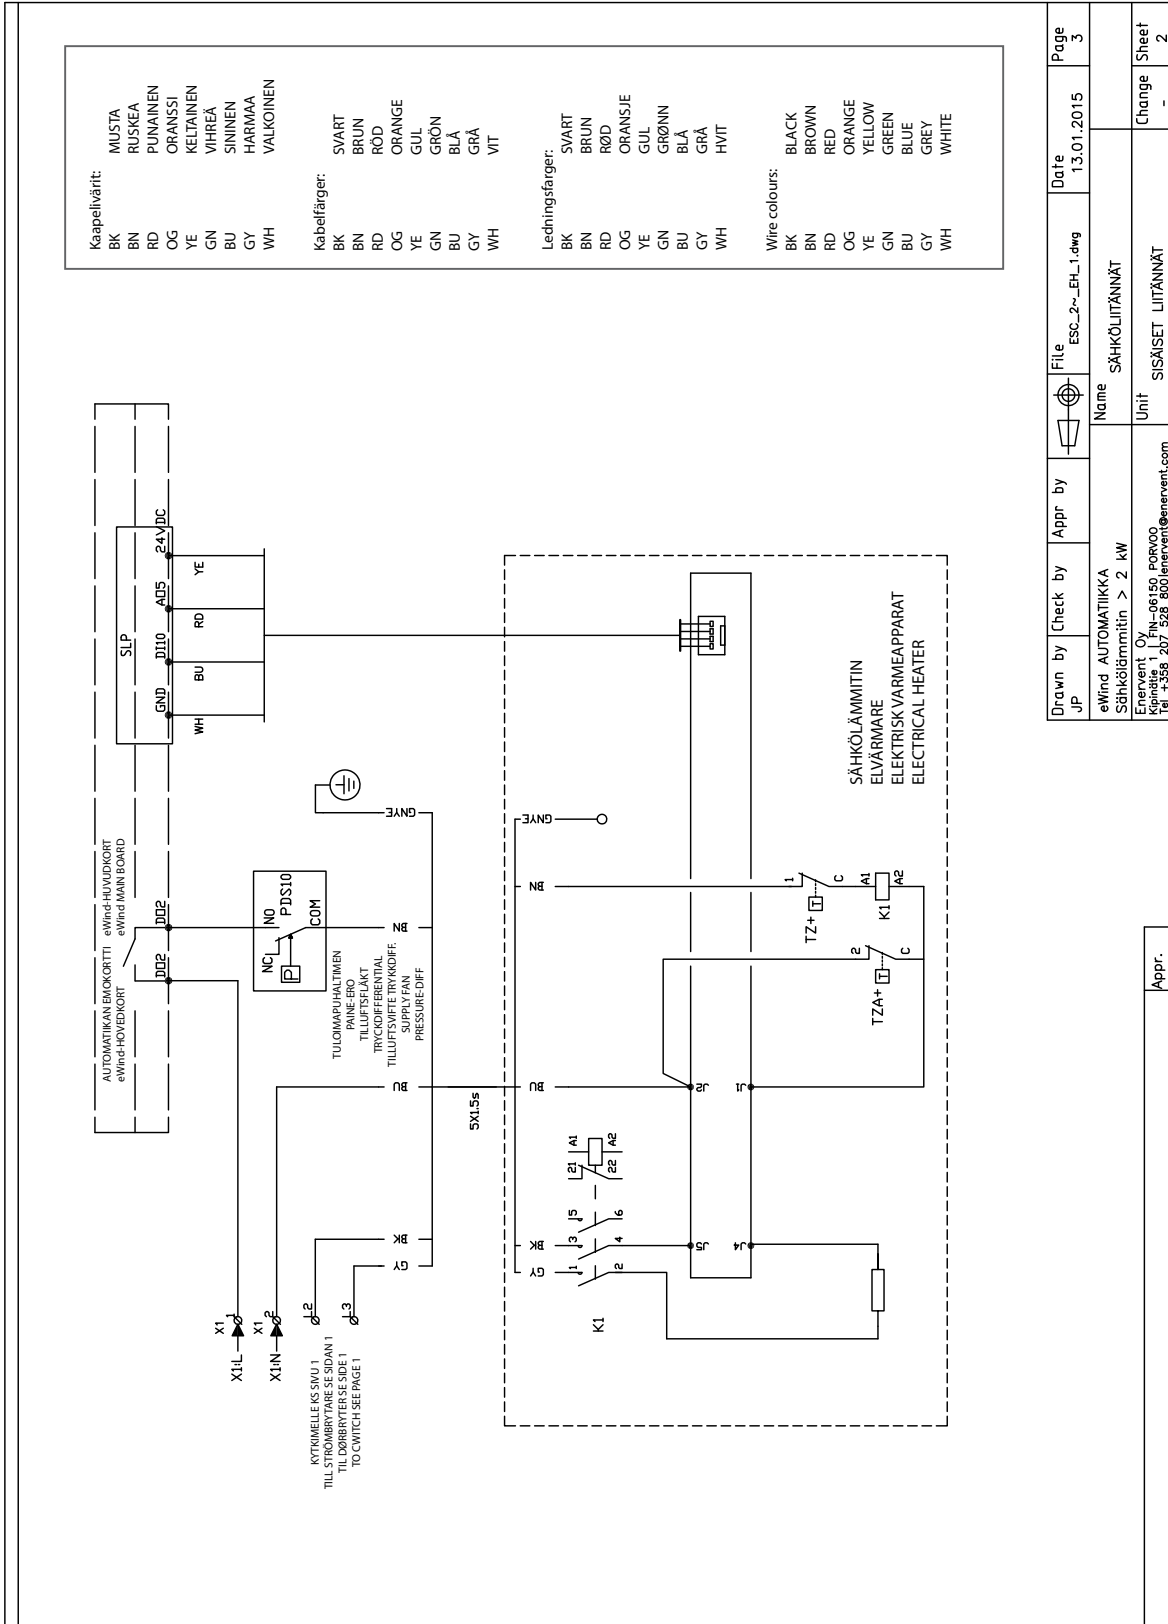 Kaapelivärit:
BK MUSTA
BN RUSKEA
RD PUNAINEN
OG ORANSSI
YE KELTAINEN
GN VIHREÄ
BU SININEN
GY HARMAA
WH VALKOINEN
Kabelfärger:
BK SVART
BN BRUN
RD RÖD
OG ORANGE
YE GUL
GN GRÖN
BU BLÅ
GY GRÅ
WH VIT
Ledningsfarger:
BK SVART
BN BRUN
RD RØD
OG ORANSJE
YE GUL
GN GRØNN
BU BLÅ
GY GRÅ
WH HVIT
Wire colours:
BK BLACK
BN BROWN
RD RED
OG ORANGE
YE YELLOW
GN GREEN
BU BLUE
GY GREY
WH WHITE
AUTOMATIIKAN EMOKORTTI eWind-HUVUDKORT
eWind-HOVEDKORT eWind MAIN BOARD
SLP
DO2 DO2 GND DI10 AO5 24VDC
WH BU RD YE
NC NO
P PDS10
COM
TULOIMAPUHALTIMEN
PAINE-ERO
TILLUFTSFLÄKT
TRYCKDIFFERENTIAL
TILLUFTSVIFTE TRYKKDIFF.
SUPPLY FAN
PRESSURE-DIFF
X1 1
X1:L
X1 2
X1:N
L2
L3
KYTKIMELLE KS SIVU 1
TILL STRÖMBRYTARE SE SIDAN 1
TIL DØRBRYTER SE SIDE 1
TO CWITCH SEE PAGE 1
GY BK BU BN GNYE
5X1.5s
GY BK BU BN GNYE
K1
1 3 5 21 A1
2 4 6 22 A2
J5 J2
J4 J1
TZA+ T 2 C
TZ+ T 1 C
K1 A1 A2
SÄHKÖLÄMMITIN
ELVÄRMARE
ELEKTRISK VARMEAPPARAT
ELECTRICAL HEATER
Drawn by Check by Appr by File Date Page
JP ESC_2~_EH_1.dwg 13.01.2015 3
eWind AUTOMATIIKKA
Sähkölämmitin > 2 kW
Name
SÄHKÖLIITÄNNÄT
Enervent Oy
Kipinätie 1 | FIN-06150 PORVOO
Tel +358 207 528 800|enervent@enervent.com
Unit
SISÄISET LIITÄNNÄT
Change Sheet
- 2
Appr.